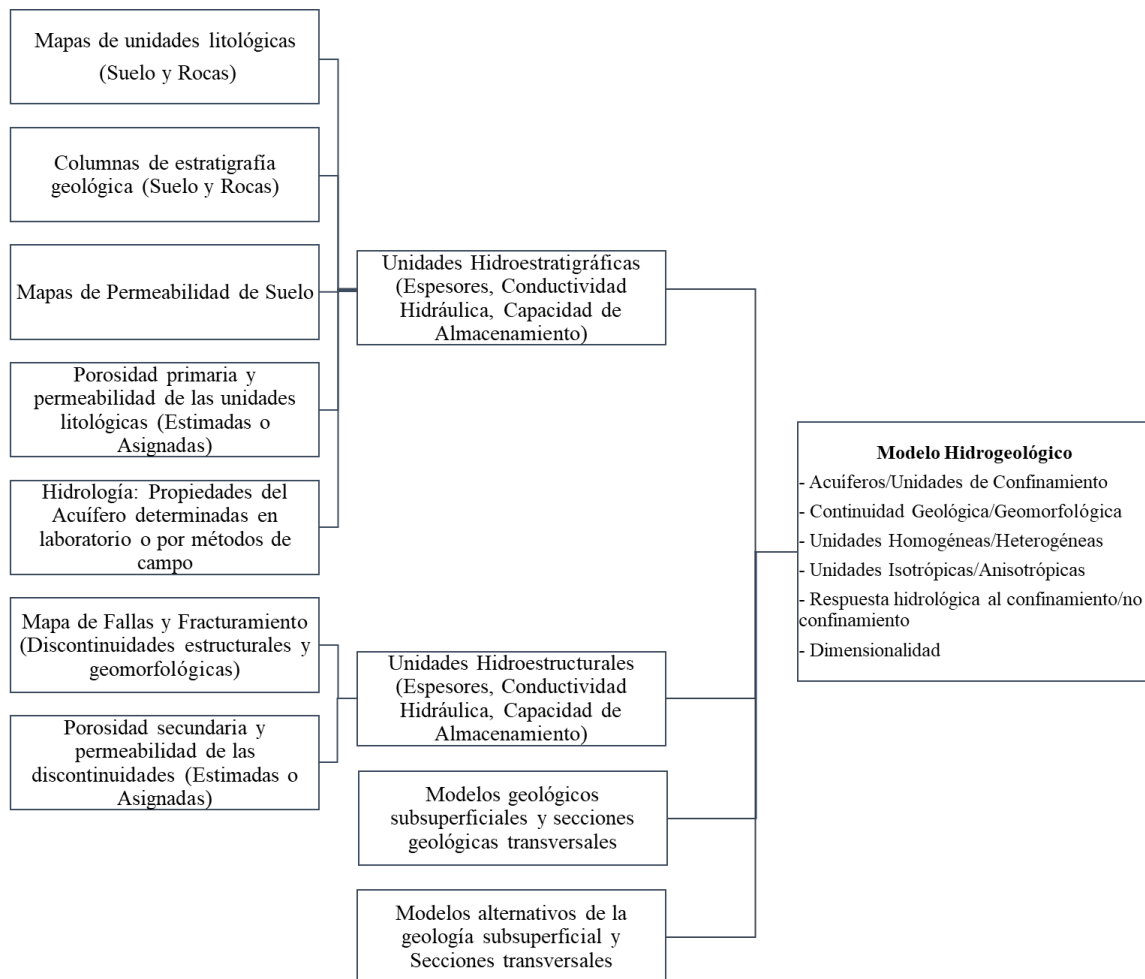 Mapas de unidades litológicas
(Suelo y Rocas)
Columnas de estratigrafía
geológica (Suelo y Rocas)
Mapas de Permeabilidad de Suelo
Porosidad primaria y
permeabilidad de las unidades
litológicas (Estimadas o
Asignadas)
Hidrología: Propiedades del
Acuífero determinadas en
laboratorio o por métodos de
campo
Mapa de Fallas y Fracturamiento
(Discontinuidades estructurales y
geomorfológicas)
Porosidad secundaria y
permeabilidad de las
discontinuidades (Estimadas o
Asignadas)
Unidades Hidroestratigráficas
(Espesores, Conductividad
Hidráulica, Capacidad de
Almacenamiento)
Unidades Hidroestructurales
(Espesores, Conductividad
Hidráulica, Capacidad de
Almacenamiento)
Modelos geológicos
subsuperficiales y secciones
geológicas transversales
Modelos alternativos de la
geología subsuperficial y
Secciones transversales
Modelo Hidrogeológico
- Acuíferos/Unidades de Confinamiento
- Continuidad Geológica/Geomorfológica
- Unidades Homogéneas/Heterogéneas
- Unidades Isotrópicas/Anisotrópicas
- Respuesta hidrológica al confinamiento/no
confinamiento
- Dimensionalidad